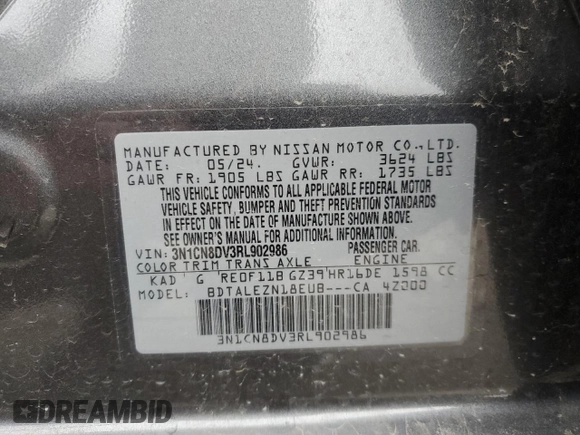 MANUFACTURED BY NISSAN MOTOR CO.,LTD.
DATE: 05/24. GVWR: 3624 LBS
GAWR FR: 1905 LBS GAWR RR: 1735 LBS
THIS VEHICLE CONFORMS TO ALL APPLICABLE FEDERAL MOTOR
VEHICLE SAFETY, BUMPER AND THEFT PREVENTION STANDARDS
IN EFFECT ON THE DATE OF MANUFACTURE SHOWN ABOVE.
SEE OWNER'S MANUAL FOR ADDITIONAL INFORMATION.
VIN: 3N1CN8DV3RL902986 PASSENGER CAR.
COLOR TRIM TRANS AXLE ENGINE
KAD G RE0F11B GZ39 HR16DE 1598 CC
MODEL: BDTALEZN18EUB---CA 4Z000
3N1CN8DV3RL902986
DREAMBID